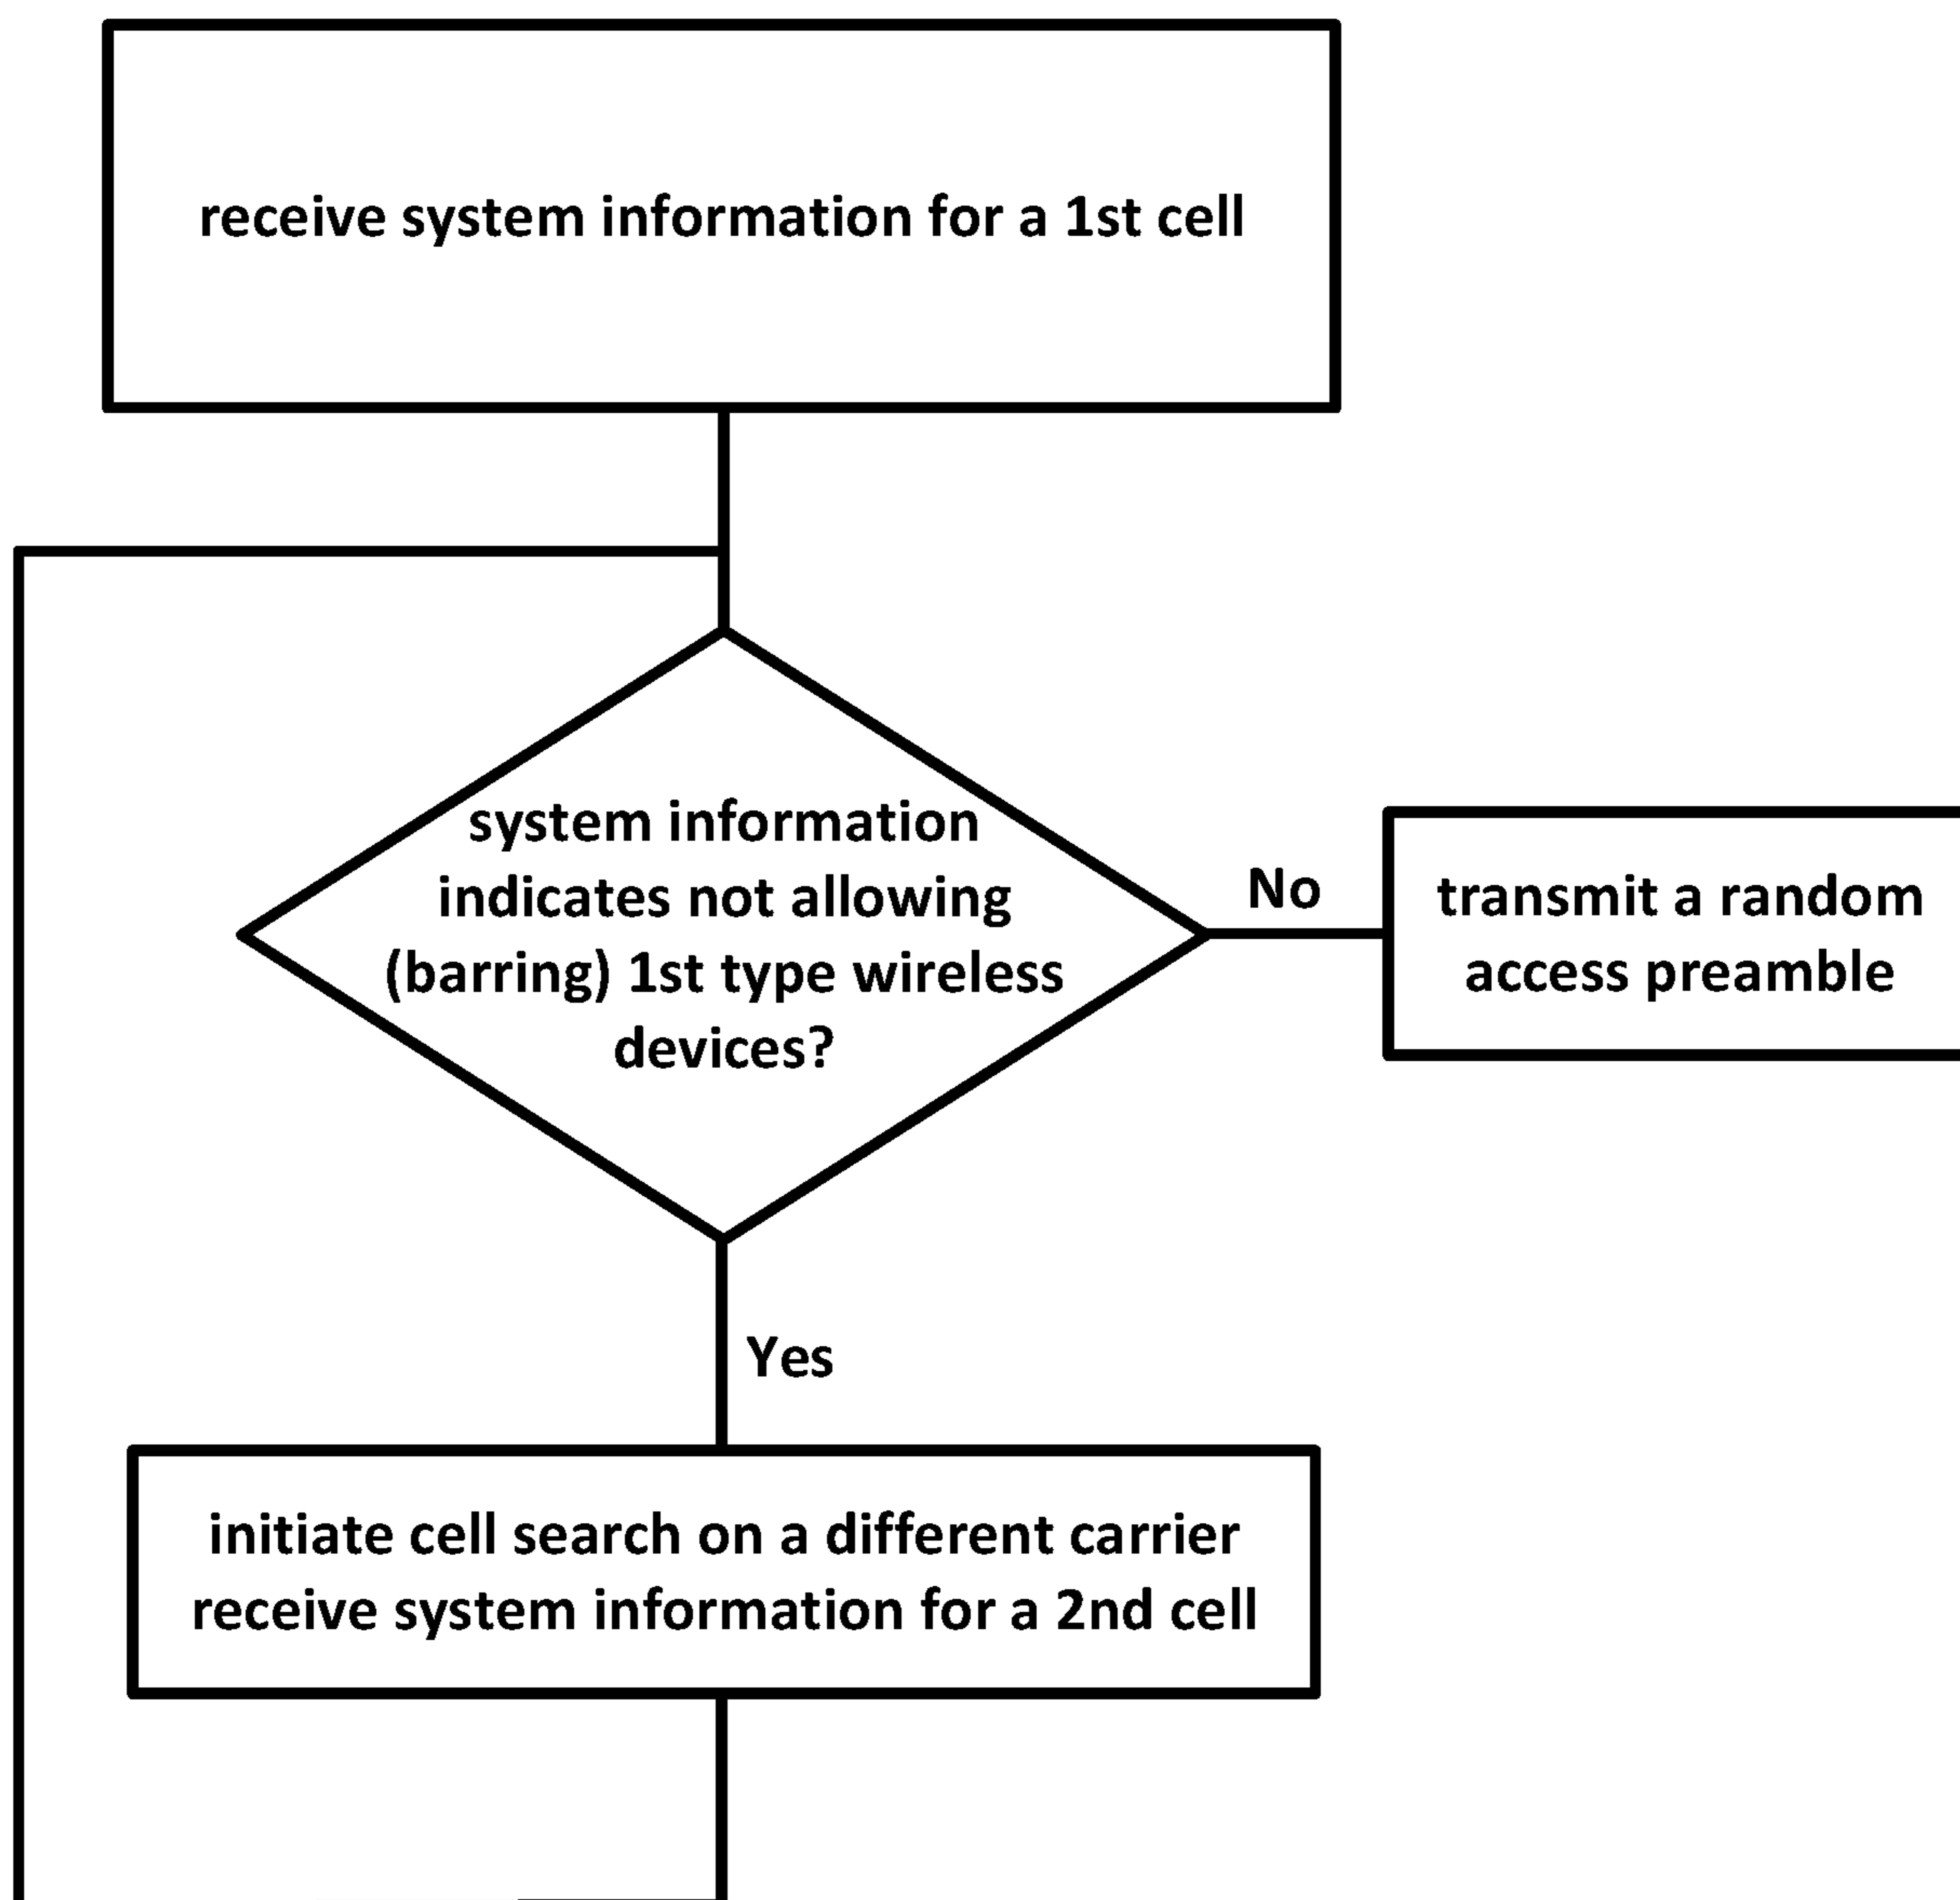 receive system information for a 1st cell
system information
indicates not allowing
(barring) 1st type wireless
devices?
No
transmit a random
access preamble
Yes
initiate cell search on a different carrier
receive system information for a 2nd cell